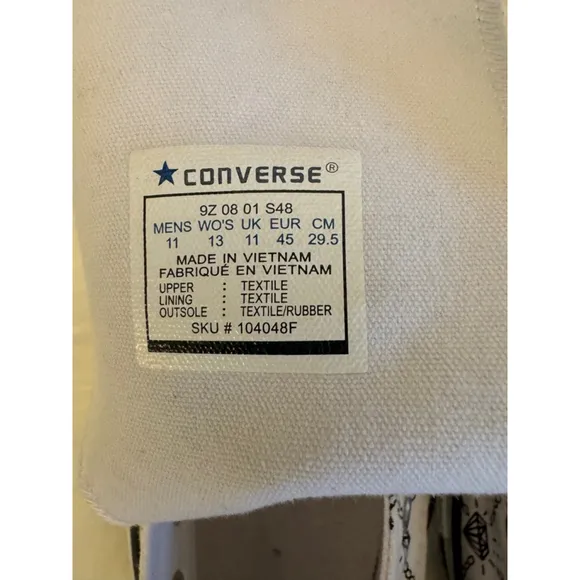 ★CONVERSE®
9Z 08 01 S48
MENS WO'S UK EUR CM
11 13 11 45 29.5
MADE IN VIETNAM
FABRIQUÉ EN VIETNAM
UPPER : TEXTILE
LINING : TEXTILE
OUTSOLE : TEXTILE/RUBBER
SKU # 104048F